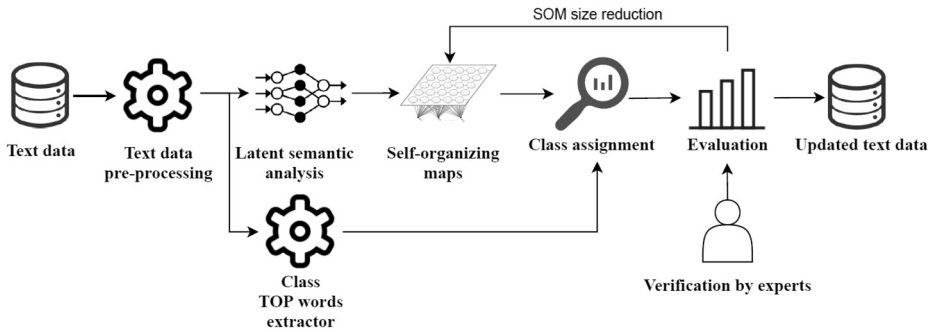 SOM size reduction
Text data
Text data
pre-processing
Latent semantic
analysis
Self-organizing
maps
Class assignment
Evaluation
Updated text data
Class
TOP words
extractor
Verification by experts